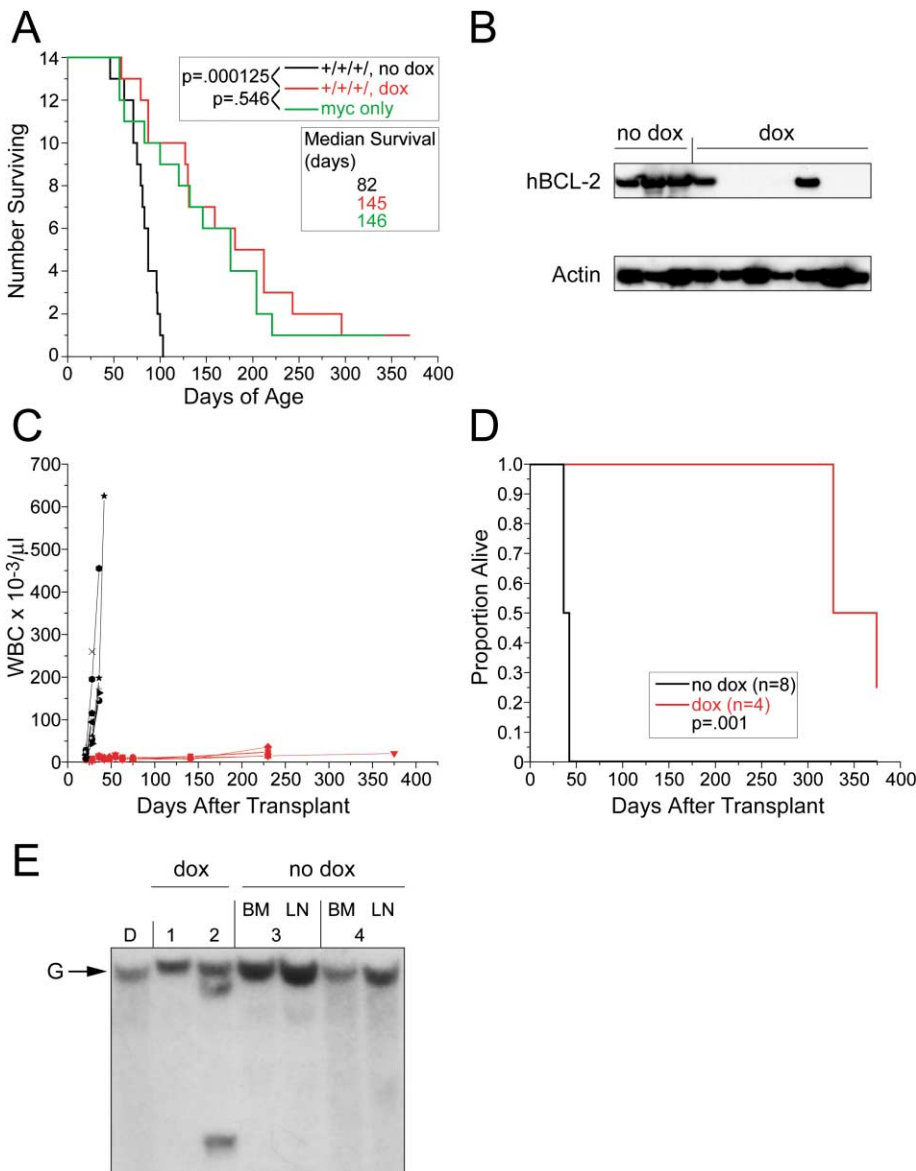 A
14
12
10
8
6
4
2
0
Number Surviving
0 50 100 150 200 250 300 350 400
Days of Age
p=.000125
p=.546
+/+/+/, no dox
+/+/+/, dox
myc only
Median Survival
(days)
82
145
146
B
no dox dox
hBCL-2
Actin
C
700
600
500
400
300
200
100
0
WBC x 10-3/μl
0 50 100 150 200 250 300 350 400
Days After Transplant
D
1.0
0.9
0.8
0.7
0.6
0.5
0.4
0.3
0.2
0.1
0
Proportion Alive
0 50 100 150 200 250 300 350 400
Days After Transplant
no dox (n=8)
dox (n=4)
p=.001
E
dox no dox
BM LN BM LN
D 1 2 3 4
G